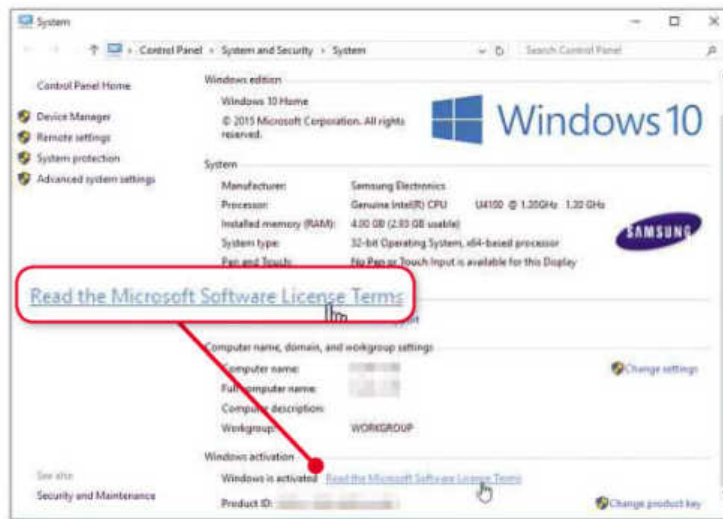 System
Control Panel › System and Security › System
Search Control Panel
Control Panel Home
Device Manager
Remote settings
System protection
Advanced system settings
Windows edition
Windows 10 Home
© 2015 Microsoft Corporation. All rights
reserved.
Windows 10
System
Manufacturer: Samsung Electronics
Processor: Genuine Intel(R) CPU U4100 @ 1.30GHz 1.30 GHz
Installed memory (RAM): 4.00 GB (2.93 GB usable)
System type: 32-bit Operating System, x64-based processor
Pen and Touch: No Pen or Touch Input is available for this Display
SAMSUNG
Read the Microsoft Software License Terms
Computer name, domain, and workgroup settings
Computer name:
Full computer name:
Computer description:
Workgroup: WORKGROUP
Change settings
Windows activation
Windows is activated Read the Microsoft Software License Terms
Product ID:
Change product key
See also
Security and Maintenance